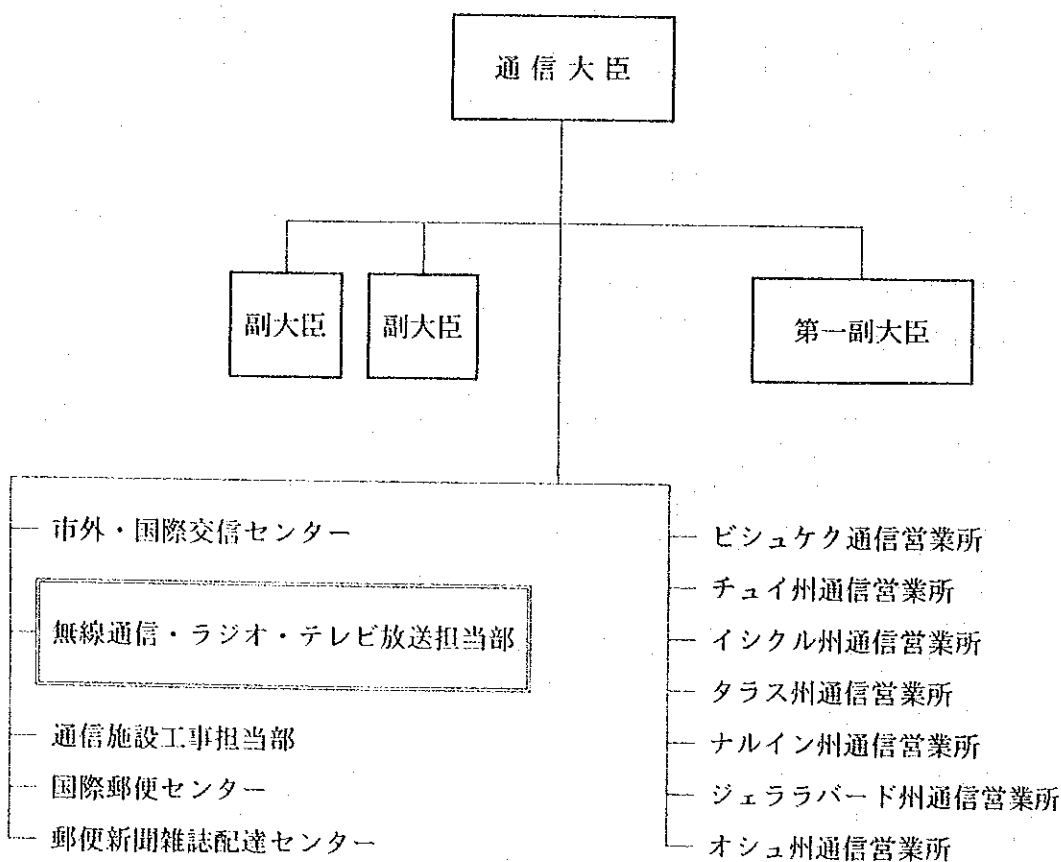 通信大臣
副大臣
副大臣
第一副大臣
市外・国際交信センター
無線通信・ラジオ・テレビ放送担当部
通信施設工事担当部
国際郵便センター
郵便新聞雑誌配達センター
ビシュケク通信営業所
チュイ州通信営業所
イシクル州通信営業所
タラス州通信営業所
ナルイン州通信営業所
ジェララバード州通信営業所
オシュ州通信営業所